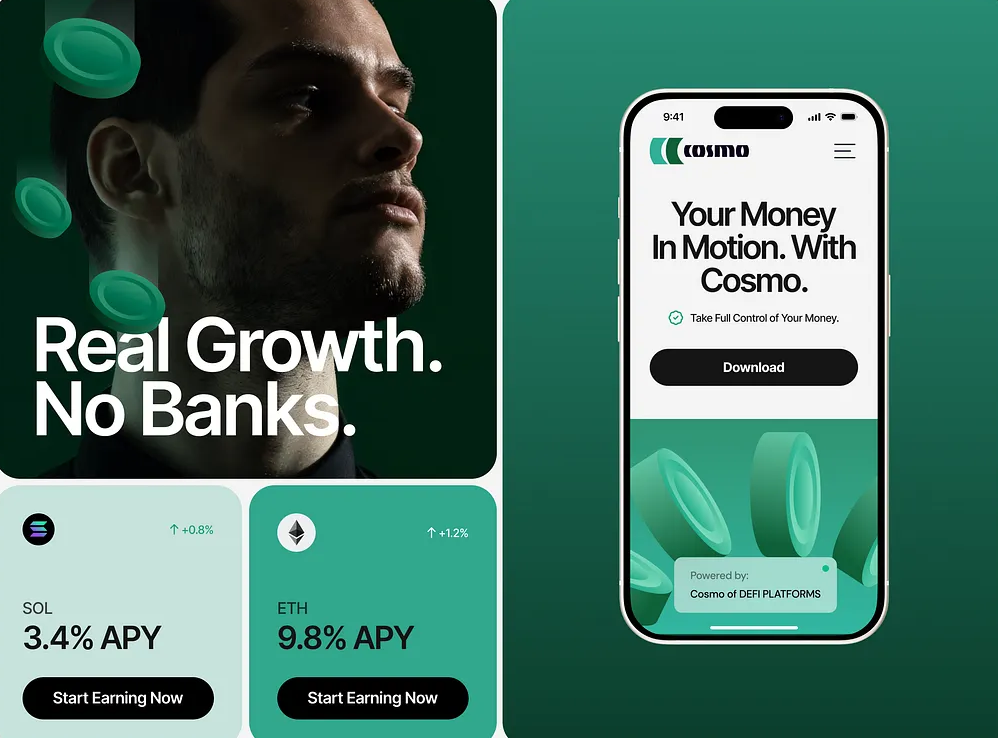 Real Growth.
No Banks.
↑ +0.8%
SOL
3.4% APY
Start Earning Now
↑ +1.2%
ETH
9.8% APY
Start Earning Now
9:41
cosmo
Your Money
In Motion. With
Cosmo.
Take Full Control of Your Money.
Download
Powered by:
Cosmo of DEFI PLATFORMS